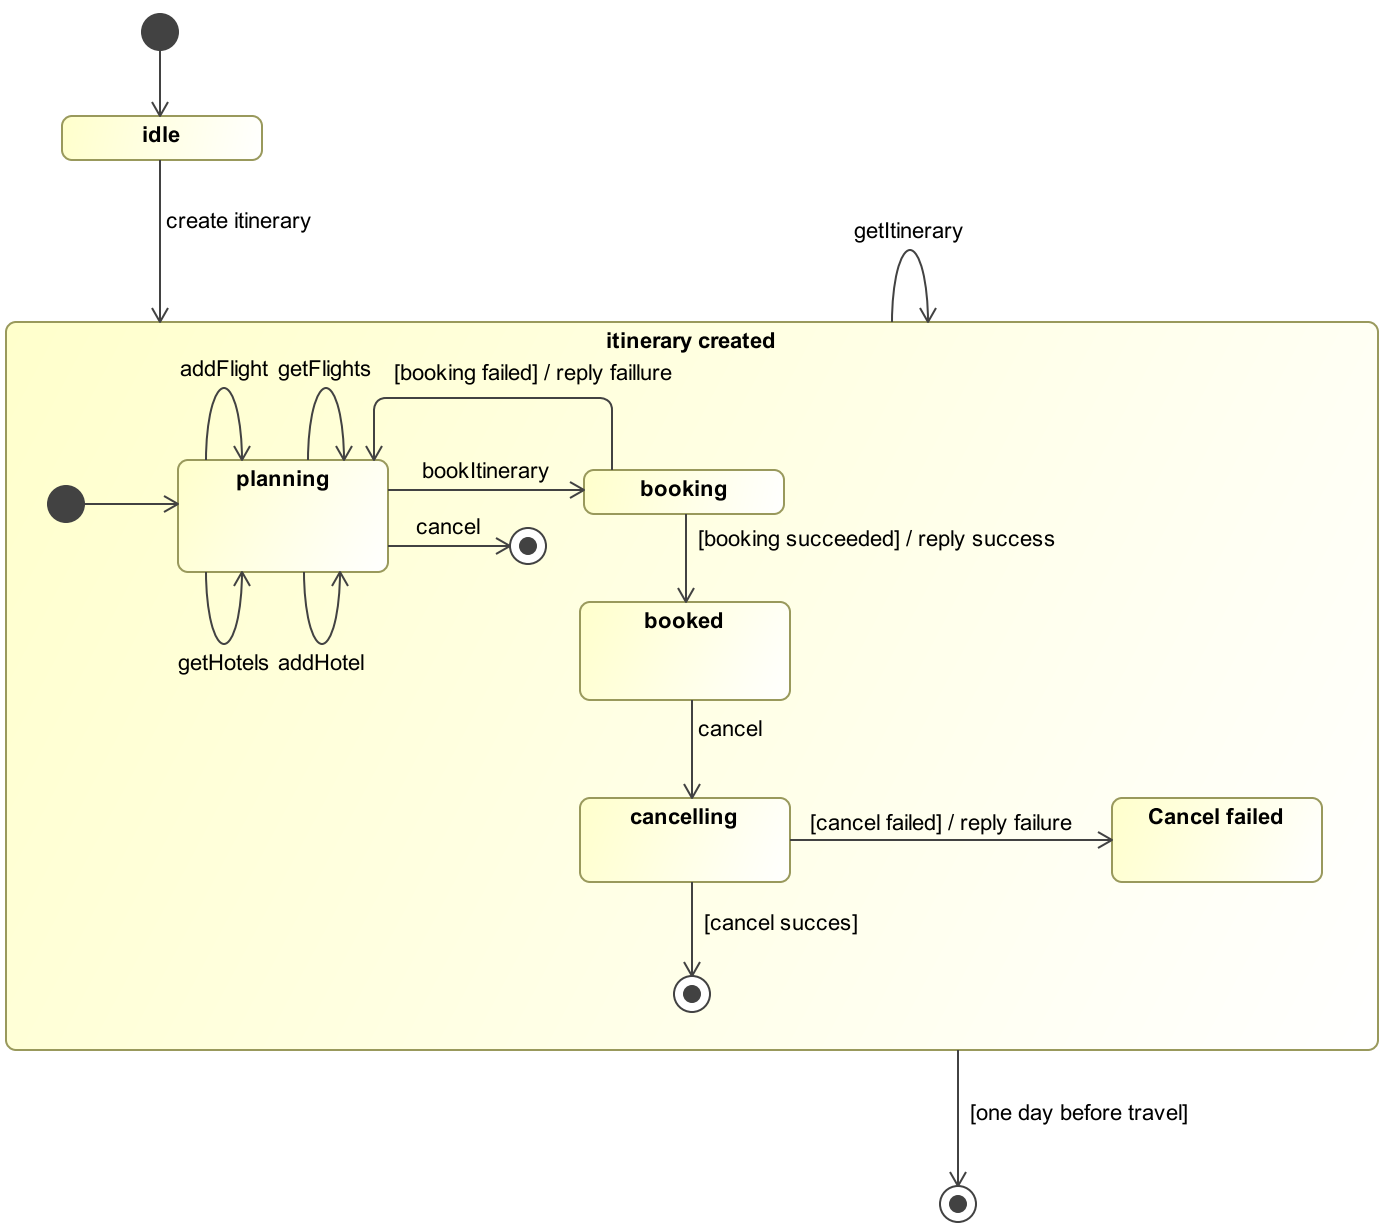 idle
create itinerary
getItinerary
itinerary created
addFlight
getFlights
[booking failed] / reply faillure
planning
bookItinerary
booking
cancel
[booking succeeded] / reply success
booked
getHotels
addHotel
cancel
cancelling
[cancel failed] / reply failure
Cancel failed
[cancel succes]
[one day before travel]